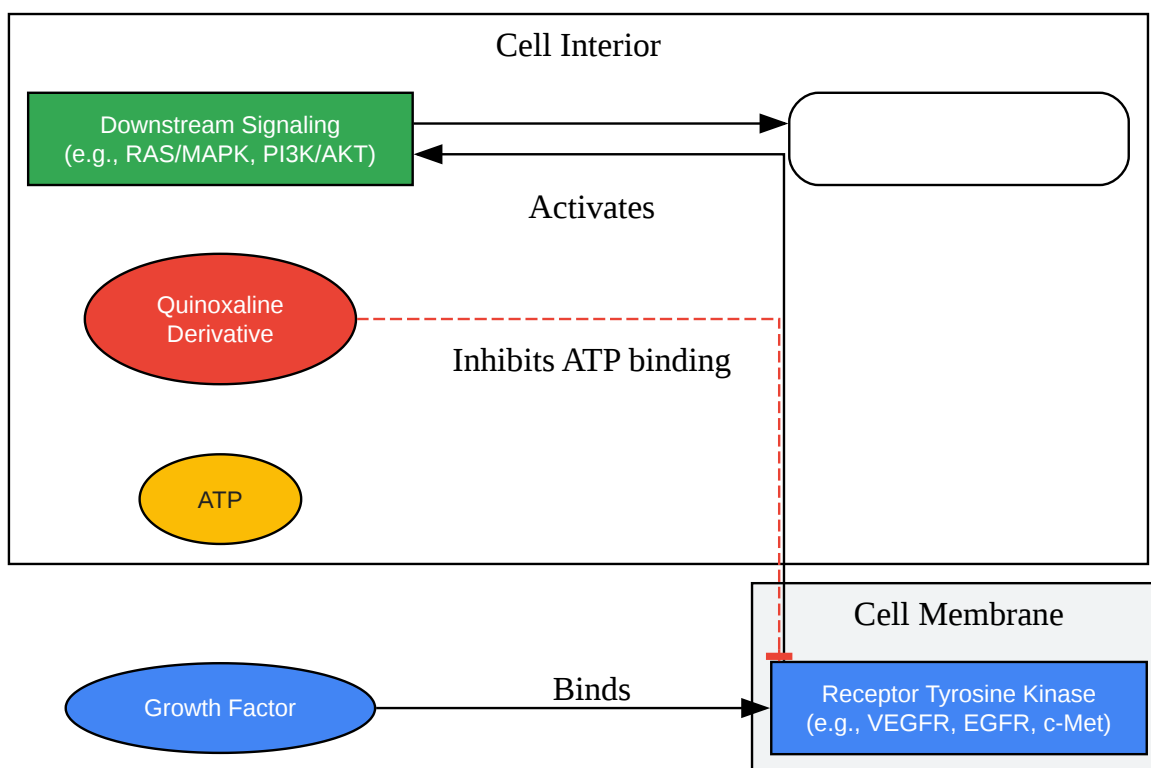 Cell Interior
Downstream Signaling
(e.g., RAS/MAPK, PI3K/AKT)
Activates
Quinoxaline
Derivative
Inhibits ATP binding
ATP
Cell Membrane
Growth Factor
Binds
Receptor Tyrosine Kinase
(e.g., VEGFR, EGFR, c-Met)